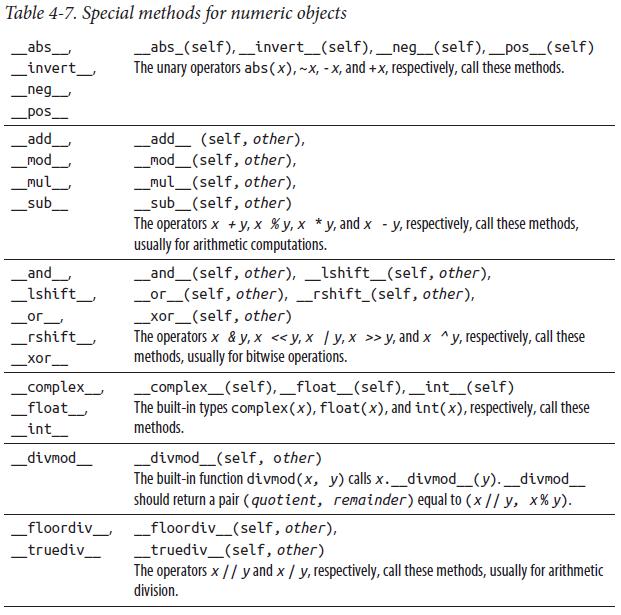 Table 4-7. Special methods for numeric objects
__abs__, __abs_(self), __invert__(self), __neg__(self), __pos__(self)
__invert__, The unary operators abs(x), ~x, -x, and +x, respectively, call these methods.
__neg__,
__pos__
__add__, __add__ (self, other),
__mod__, __mod__(self, other),
__mul__, __mul__(self, other),
__sub__ __sub__(self, other)
The operators x + y, x % y, x * y, and x - y, respectively, call these methods,
usually for arithmetic computations.
__and__, __and__(self, other), __lshift__(self, other),
__lshift__, __or__(self, other), __rshift_(self, other),
__or__, __xor__(self, other)
__rshift__, The operators x & y, x << y, x | y, x >> y, and x ^ y, respectively, call these
__xor__ methods, usually for bitwise operations.
__complex__, __complex__(self), __float__(self), __int__(self)
__float__, The built-in types complex(x), float(x), and int(x), respectively, call these
__int__ methods.
__divmod__ __divmod__(self, other)
The built-in function divmod(x, y) calls x.__divmod__(y). __divmod__
should return a pair (quotient, remainder) equal to (x // y, x % y).
__floordiv__, __floordiv__(self, other),
__truediv__ __truediv__(self, other)
The operators x // y and x / y, respectively, call these methods, usually for arithmetic
division.